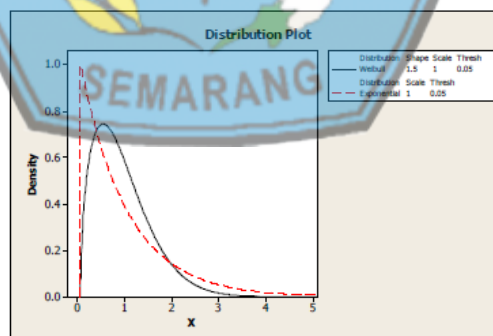 Distribution Plot
Distribution Shape Scale Thresh
Weibull 1.5 1 0.05
Distribution Scale Thresh
Exponential 1 0.05
SEMARANG
1.0
0.8
0.6
0.4
0.2
0.0
Density
0 1 2 3 4 5
X